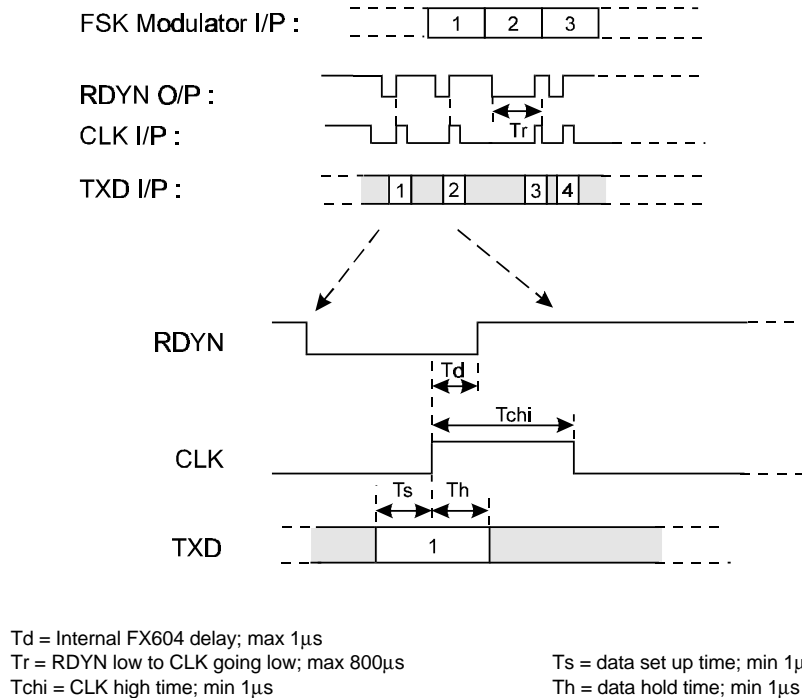 FSK Modulator I/P :
1 2 3
RDYN O/P :
Tr
CLK I/P :
TXD I/P :
1 2 3 4
RDYN
Td
Tchi
CLK
Ts Th
TXD
1
Td = Internal FX604 delay; max 1µs
Tr = RDYN low to CLK going low; max 800µs
Ts = data set up time; min 1µ
Tchi = CLK high time; min 1µs
Th = data hold time; min 1µs